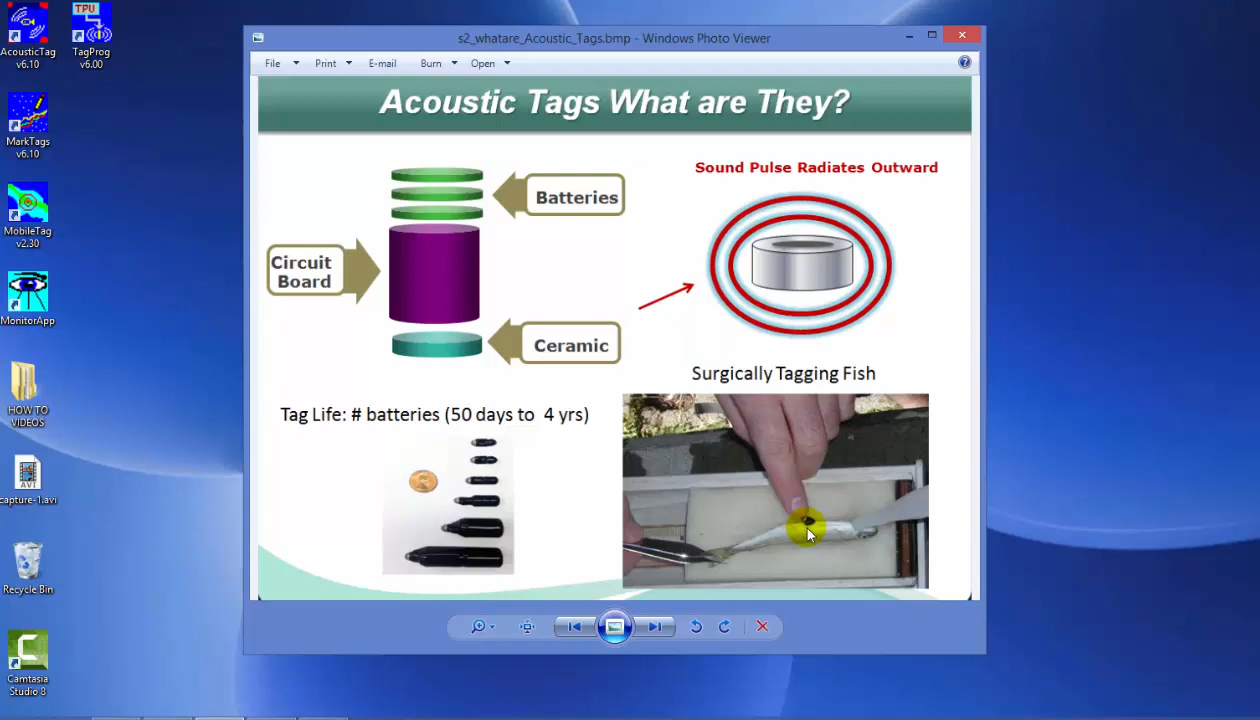 TPU
AcousticTag
v6.10
TagProg
v6.00
MarkTags
v6.10
MobileTag
v2.30
MonitorApp
HOW TO
VIDEOS
AVI
capture-1.avi
Recycle Bin
Camtasia
Studio 8
s2_whatare_Acoustic_Tags.bmp - Windows Photo Viewer
File Print E-mail Burn Open
Acoustic Tags What are They?
Batteries
Circuit
Board
Ceramic
Sound Pulse Radiates Outward
Surgically Tagging Fish
Tag Life: # batteries (50 days to 4 yrs)